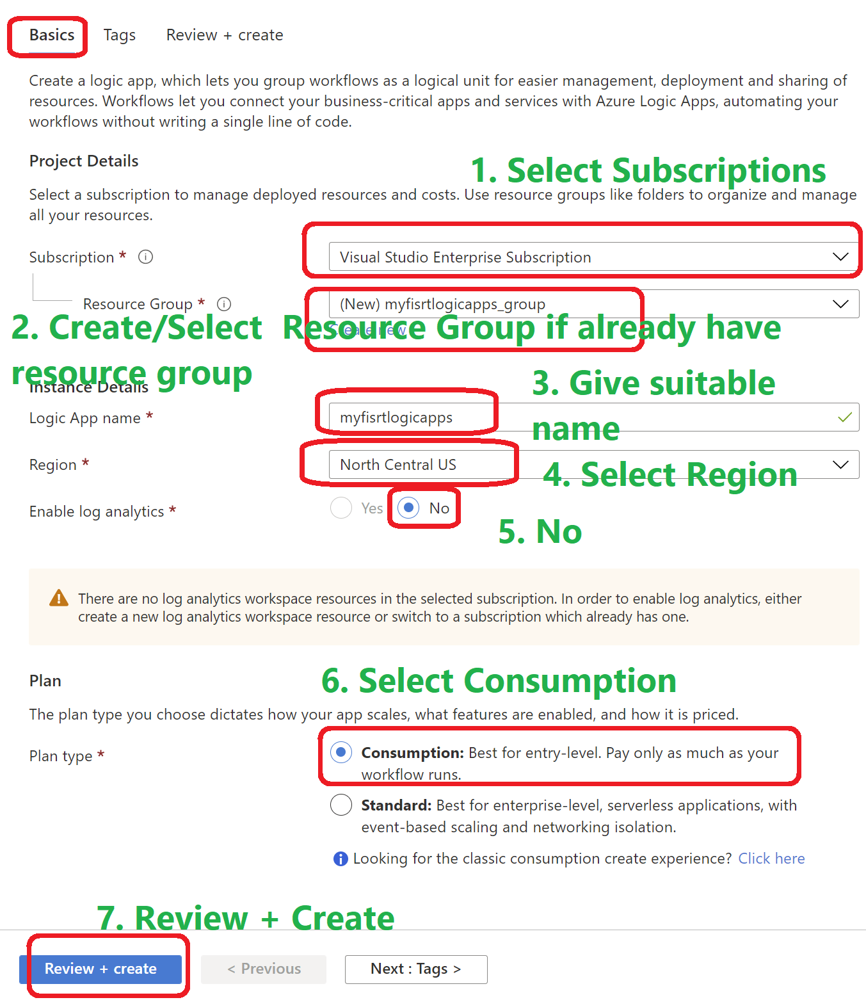 Basics Tags Review + create
Create a logic app, which lets you group workflows as a logical unit for easier management, deployment and sharing of
resources. Workflows let you connect your business-critical apps and services with Azure Logic Apps, automating your
workflows without writing a single line of code.
Project Details
1. Select Subscriptions
Select a subscription to manage deployed resources and costs. Use resource groups like folders to organize and manage
all your resources.
Subscription * Visual Studio Enterprise Subscription
Resource Group * (New) myfisrtlogicapps_group
Create new
2. Create/Select Resource Group if already have
resource group
Instance Details
3. Give suitable
name
Logic App name * myfisrtlogicapps
Region * North Central US
4. Select Region
Enable log analytics * Yes No
5. No
There are no log analytics workspace resources in the selected subscription. In order to enable log analytics, either
create a new log analytics workspace resource or switch to a subscription which already has one.
Plan
6. Select Consumption
The plan type you choose dictates how your app scales, what features are enabled, and how it is priced.
Plan type * Consumption: Best for entry-level. Pay only as much as your
workflow runs.
Standard: Best for enterprise-level, serverless applications, with
event-based scaling and networking isolation.
Looking for the classic consumption create experience? Click here
7. Review + Create
Review + create < Previous Next : Tags >